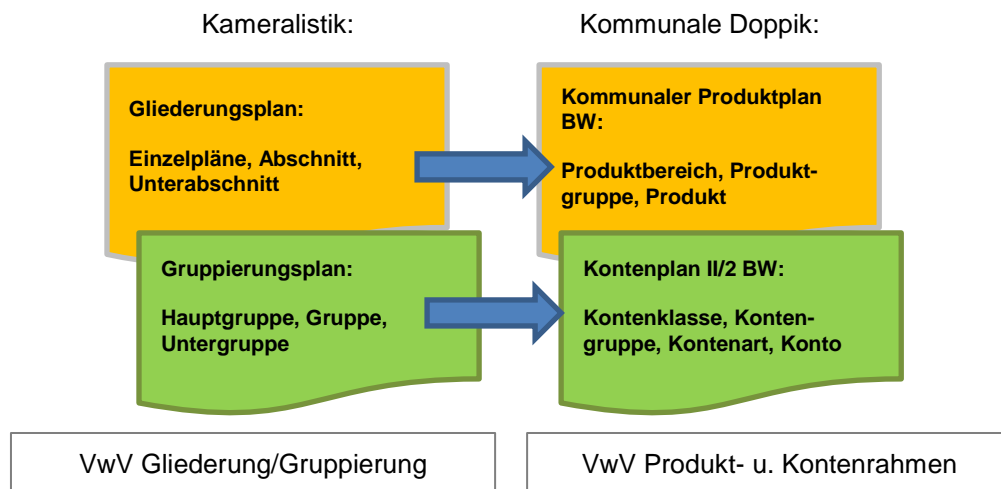 Kameralistik:
Kommunale Doppik:
Gliederungsplan:
Einzelpläne, Abschnitt,
Unterabschnitt
Kommunaler Produktplan
BW:
Produktbereich, Produkt-
gruppe, Produkt
Gruppierungsplan:
Hauptgruppe, Gruppe,
Untergruppe
Kontenplan II/2 BW:
Kontenklasse, Konten-
gruppe, Kontenart, Konto
VwV Gliederung/Gruppierung
VwV Produkt- u. Kontenrahmen